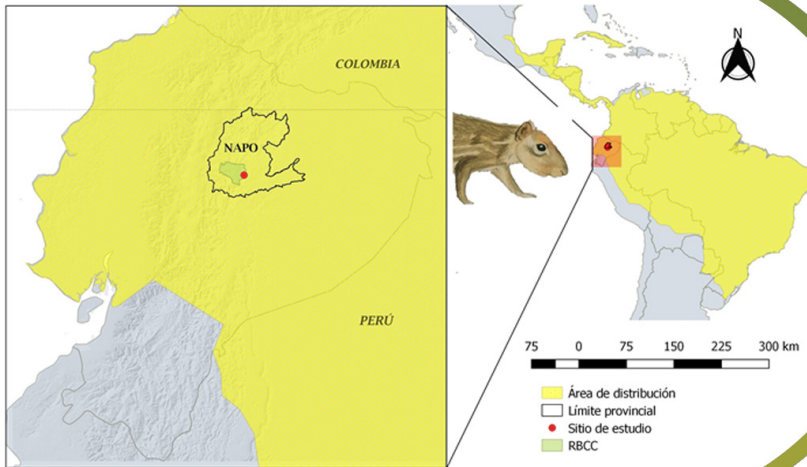 COLOMBIA
NAPO
PERÚ
N
75 0 75 150 225 300 km
Área de distribución
Límite provincial
Sitio de estudio
RBCC